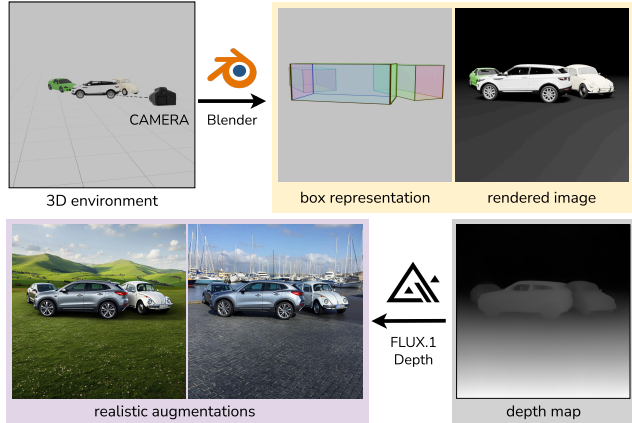 CAMERA
Blender
3D environment
box representation
rendered image
FLUX.1
Depth
realistic augmentations
depth map